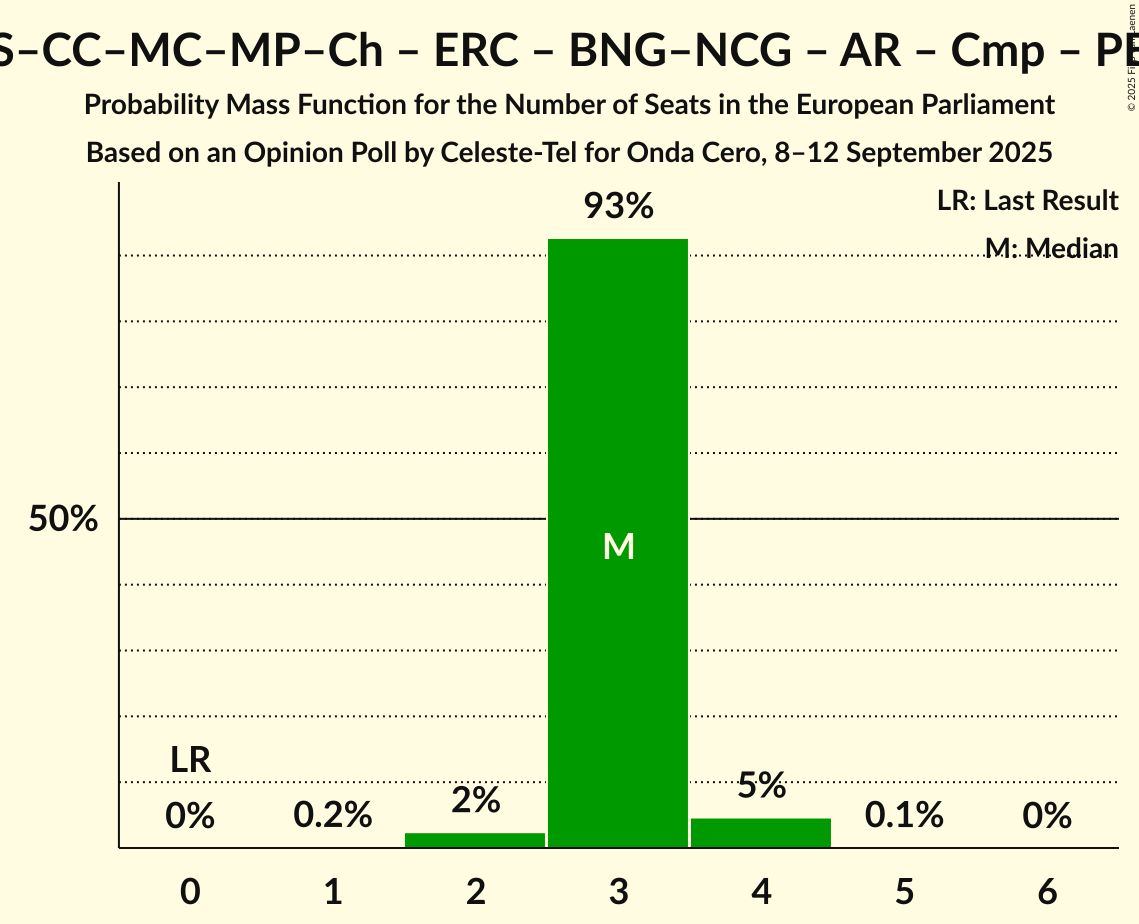 S–CC–MC–MP–Ch – ERC – BNG–NCG – AR – Cmp –
Probability Mass Function for the Number of Seats in the European Parliament
Based on an Opinion Poll by Celeste-Tel for Onda Cero, 8–12 September 2025
© 2025
LR: Last Result
M: Median
93%
50%
M
LR
0%
0.2%
2%
5%
0.1%
0%
0 1 2 3 4 5 6